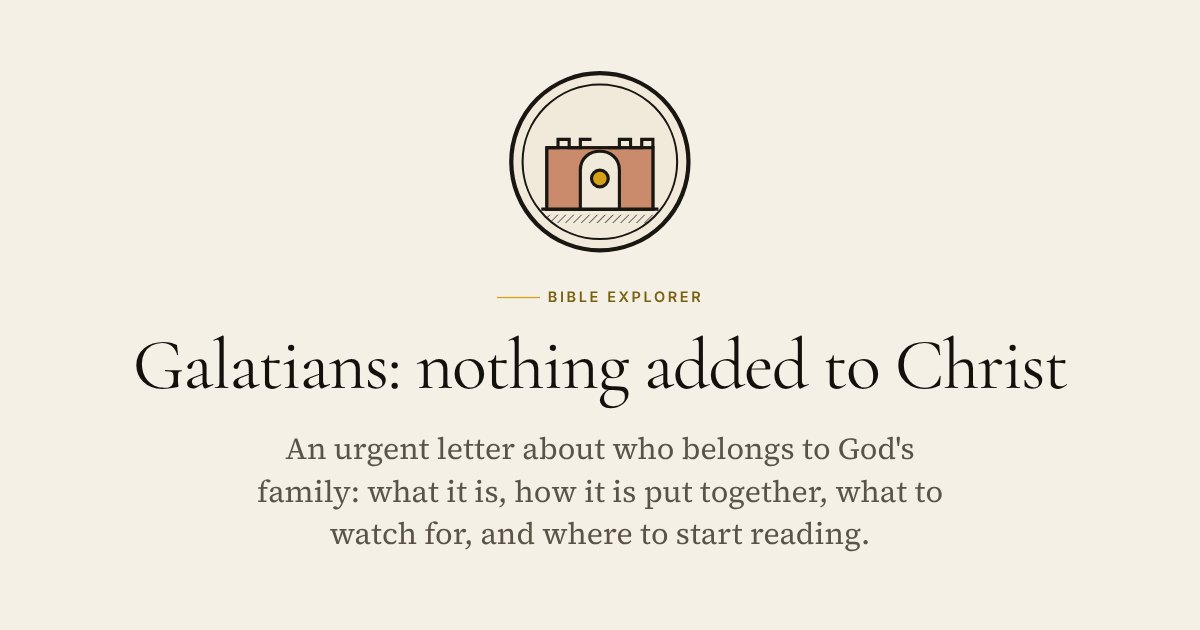 BIBLE EXPLORER
Galatians: nothing added to Christ
An urgent letter about who belongs to God's
family: what it is, how it is put together, what to
watch for, and where to start reading.